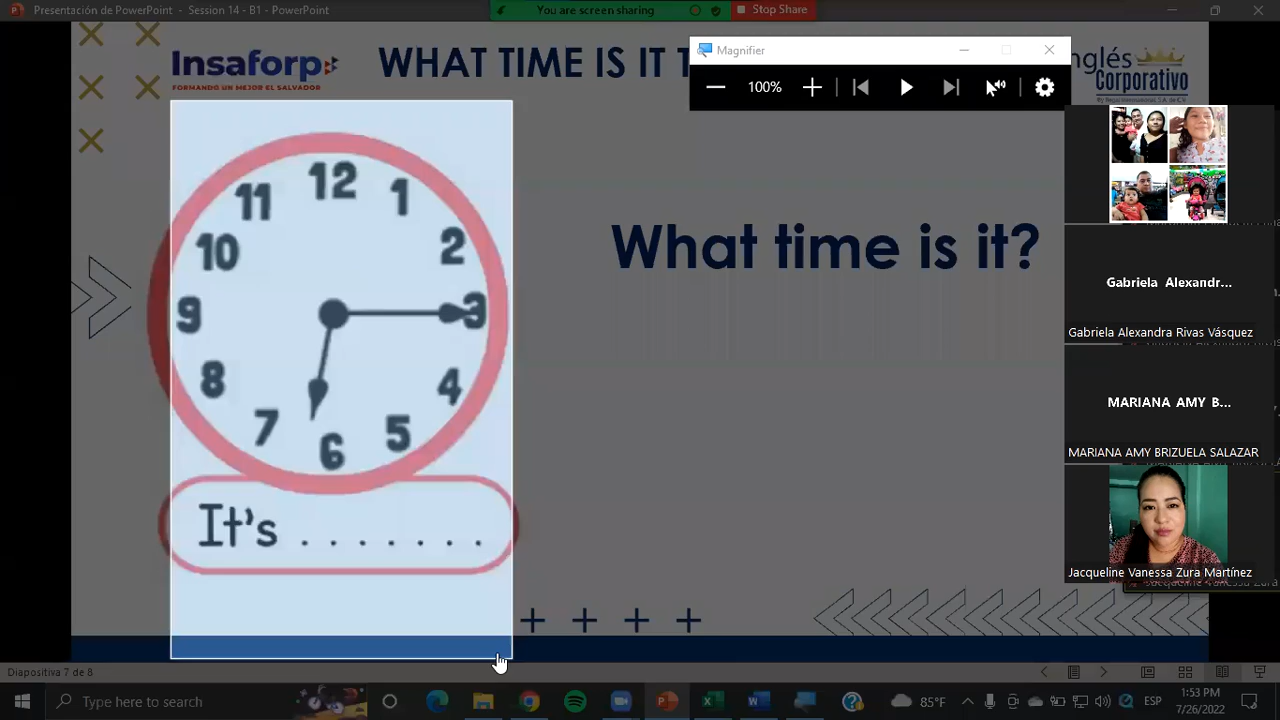 Presentación de PowerPoint - Session 14 - B1 - PowerPoint
You are screen sharing
Stop Share
Insaforp
FORMANDO UN MEJOR EL SALVADOR
WHAT TIME IS IT T
Magnifier
100%
nglés
Corporativo
12
1
2
3
4
5
6
7
8
9
10
11
It's . . . . . . .
What time is it?
Gabriela Alexandr...
Gabriela Alexandra Rivas Vásquez
MARIANA AMY B...
MARIANA AMY BRIZUELA SALAZAR
Jacqueline Vanessa Zura Martínez
Diapositiva 7 de 8
Type here to search
85°F
ESP
1:53 PM
7/26/2022